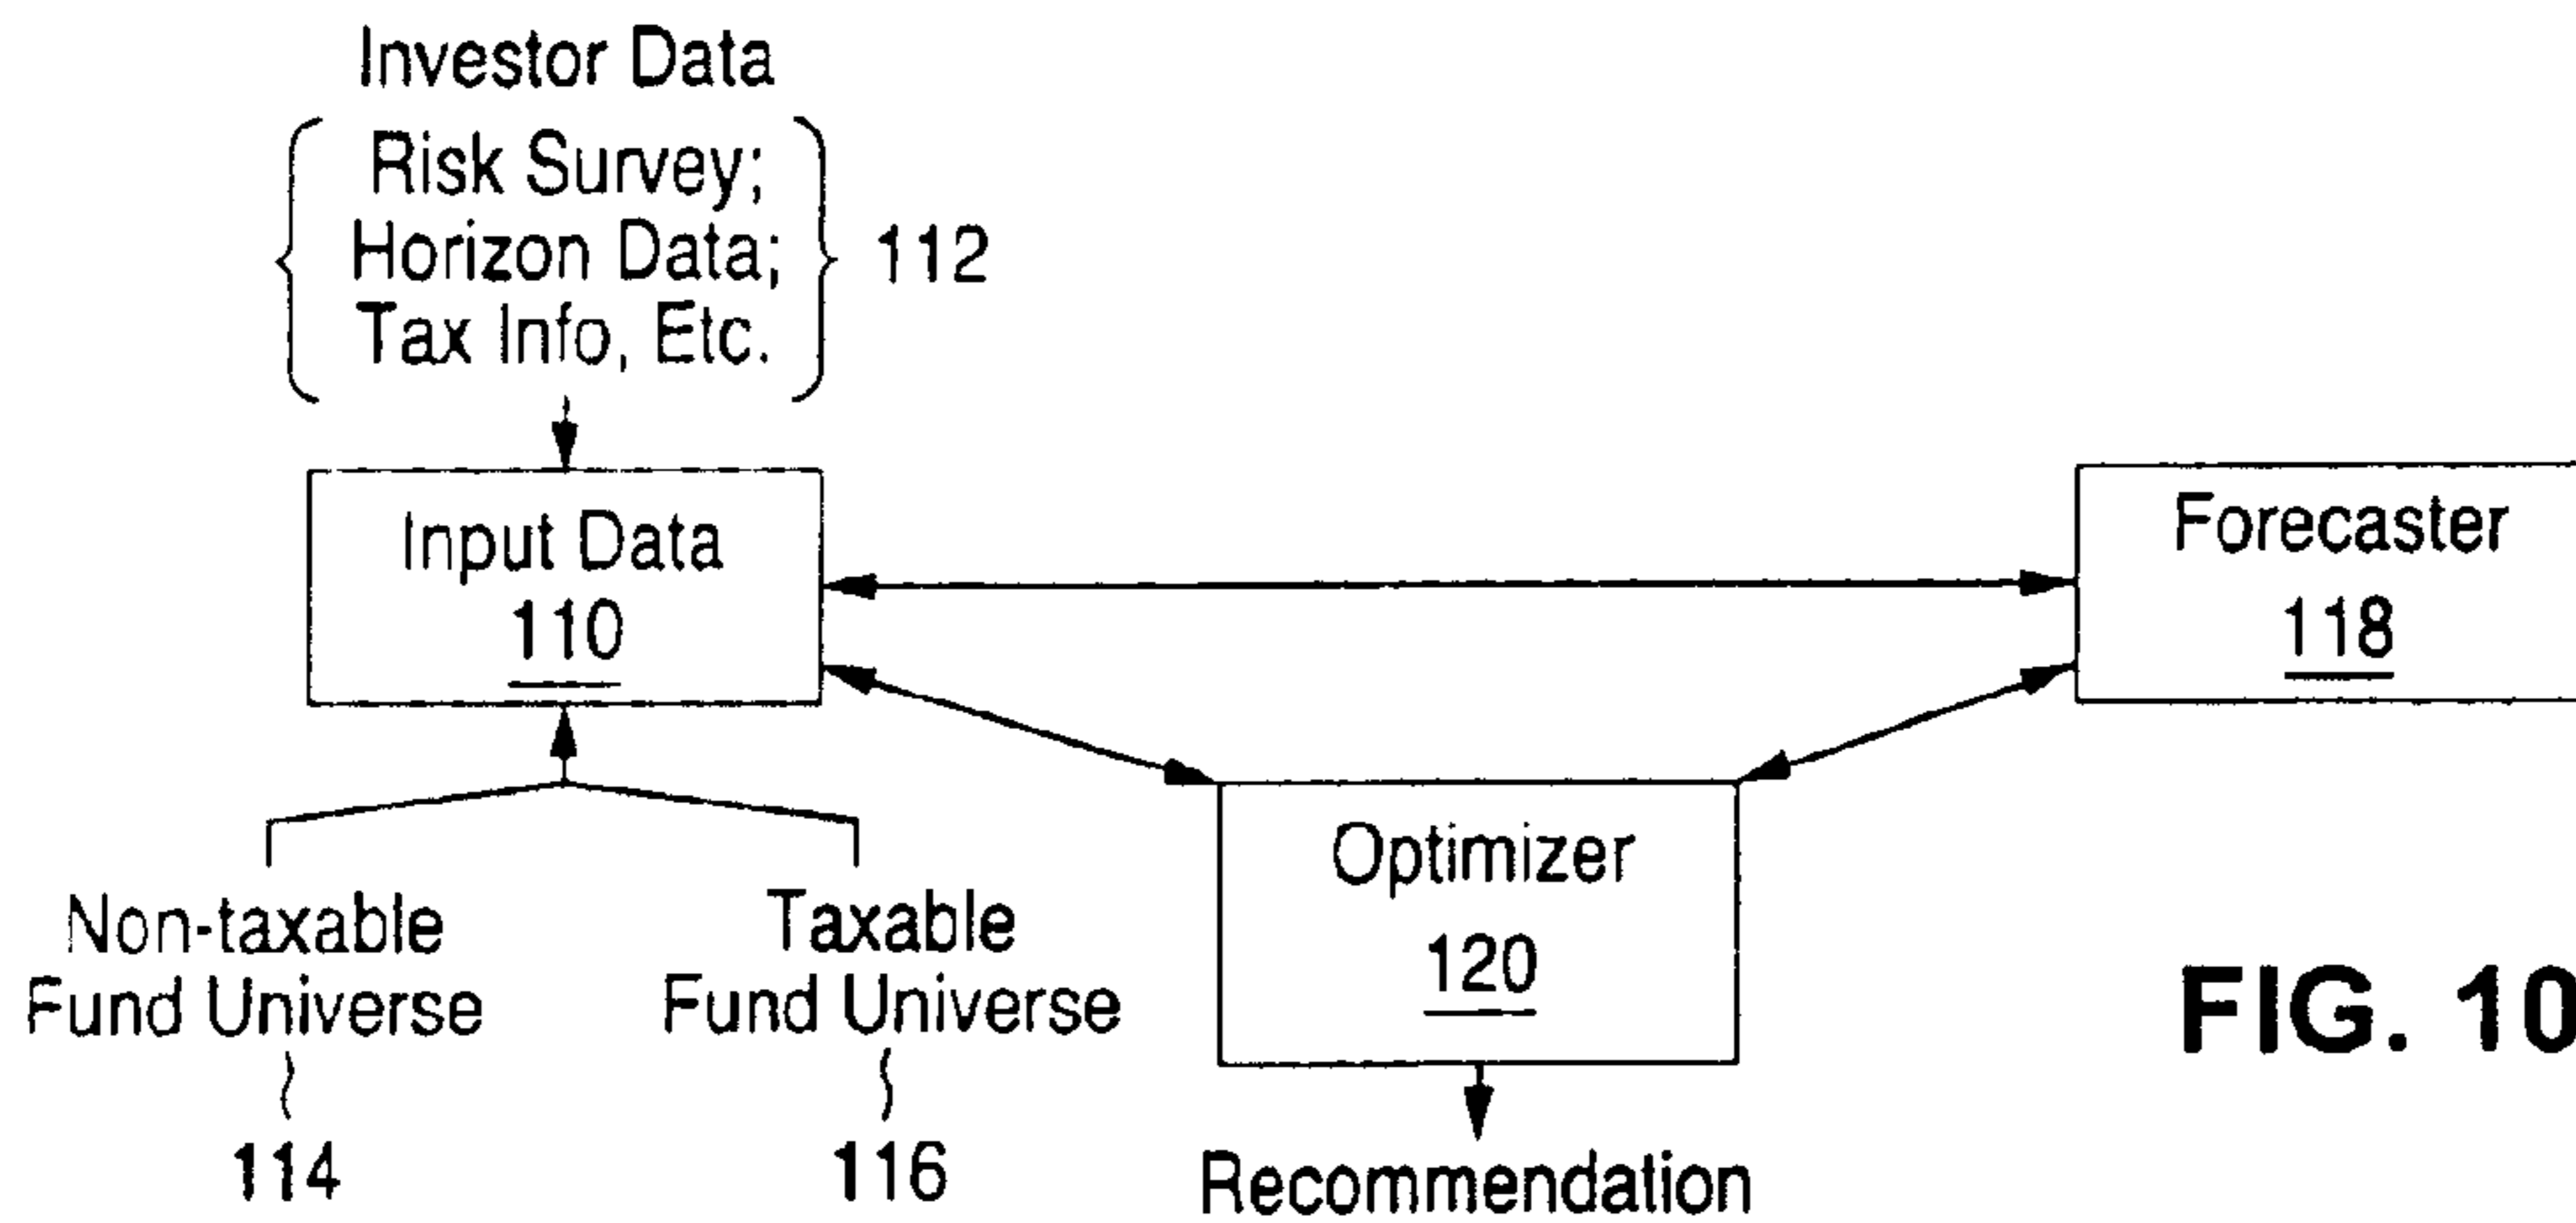 Investor Data
Risk Survey;
Horizon Data;
Tax Info, Etc.
112
Input Data
110
Forecaster
118
Non-taxable
Fund Universe
114
Taxable
Fund Universe
116
Optimizer
120
Recommendation
FIG. 10